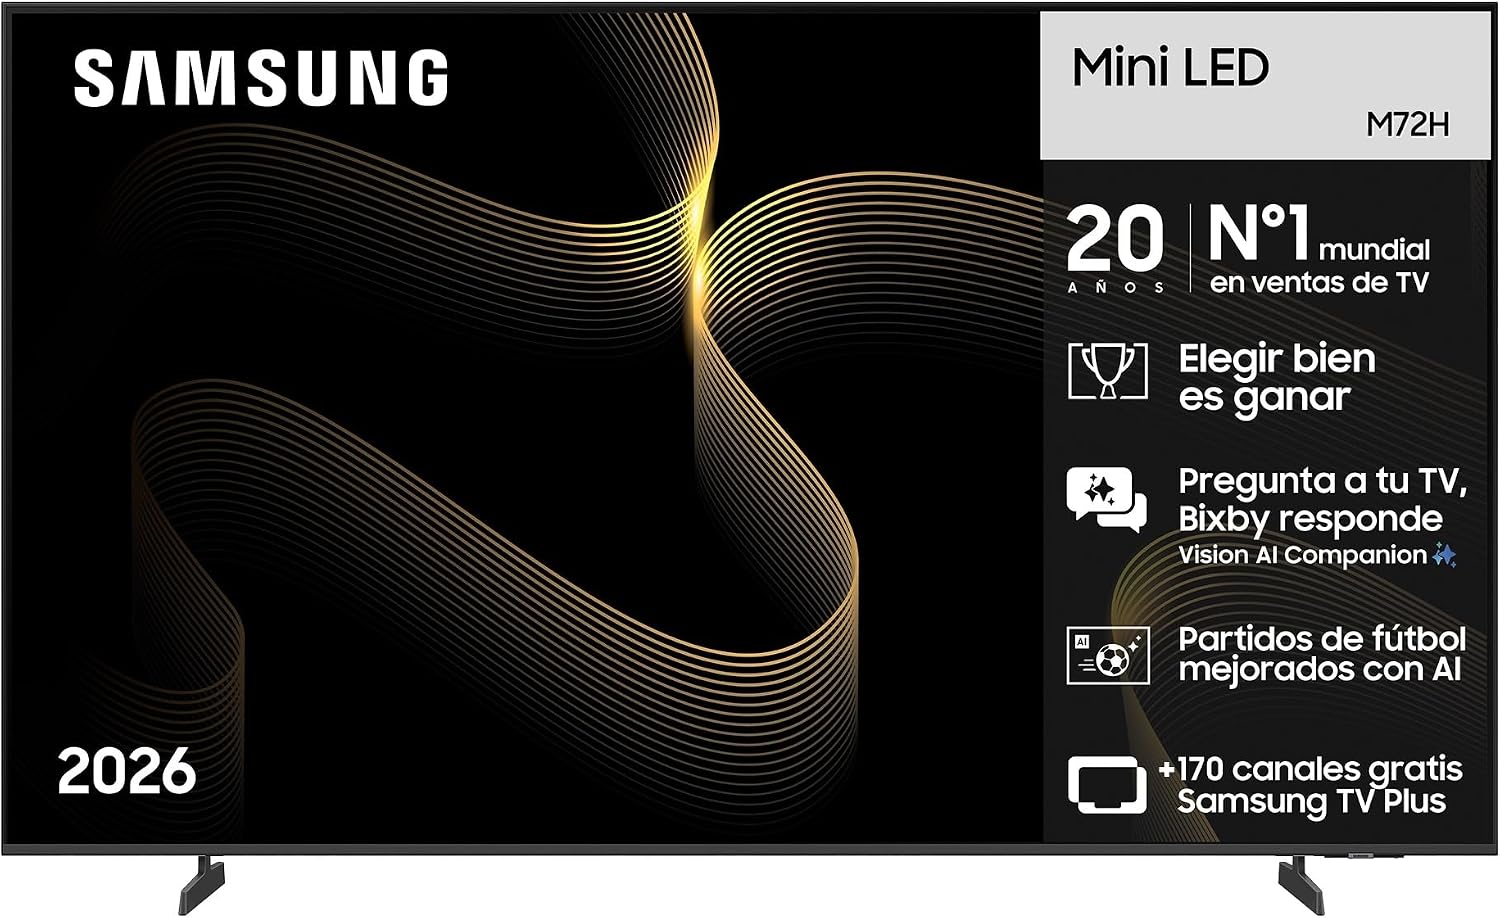 SAMSUNG
Mini LED
M72H
20
AÑOS
Nº1 mundial
en ventas de TV
Elegir bien
es ganar
Pregunta a tu TV,
Bixby responde
Vision AI Companion
AI
Partidos de fútbol
mejorados con AI
+170 canales gratis
Samsung TV Plus
2026